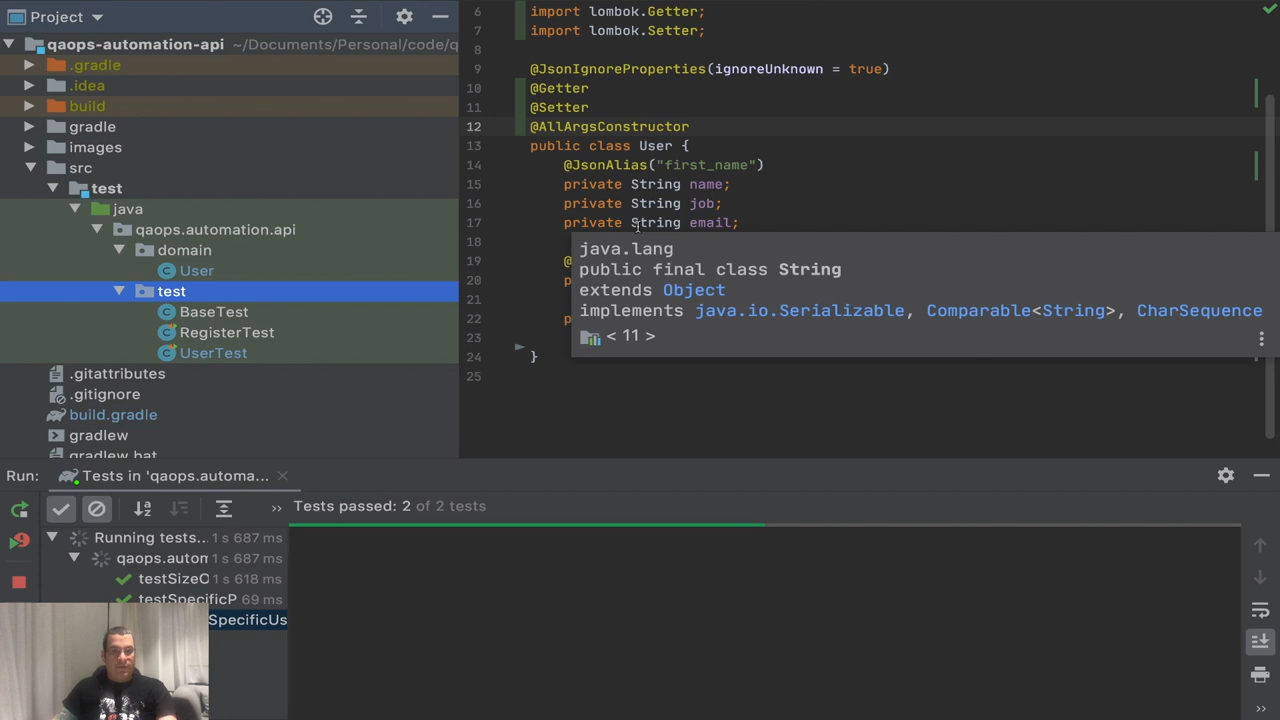 Project
qaops-automation-api ~/Documents/Personal/code/q
.gradle
.idea
build
gradle
images
src
test
java
qaops.automation.api
domain
User
test
BaseTest
RegisterTest
UserTest
.gitattributes
.gitignore
build.gradle
gradlew
gradlew.bat
6 import lombok.Getter;
7 import lombok.Setter;
8
9 @JsonIgnoreProperties(ignoreUnknown = true)
10 @Getter
11 @Setter
12 @AllArgsConstructor
13 public class User {
14 @JsonAlias("first_name")
15 private String name;
16 private String job;
17 private String email;
18
19 @
20
21
22
23
24 }
25
java.lang
public final class String
extends Object
implements java.io.Serializable, Comparable<String>, CharSequence
< 11 >
Run: Tests in 'qaops.automa...
Tests passed: 2 of 2 tests
Running tests... 1 s 687 ms
qaops.autom 1 s 687 ms
testSizeO 1 s 618 ms
testSpecificP 69 ms
SpecificUs